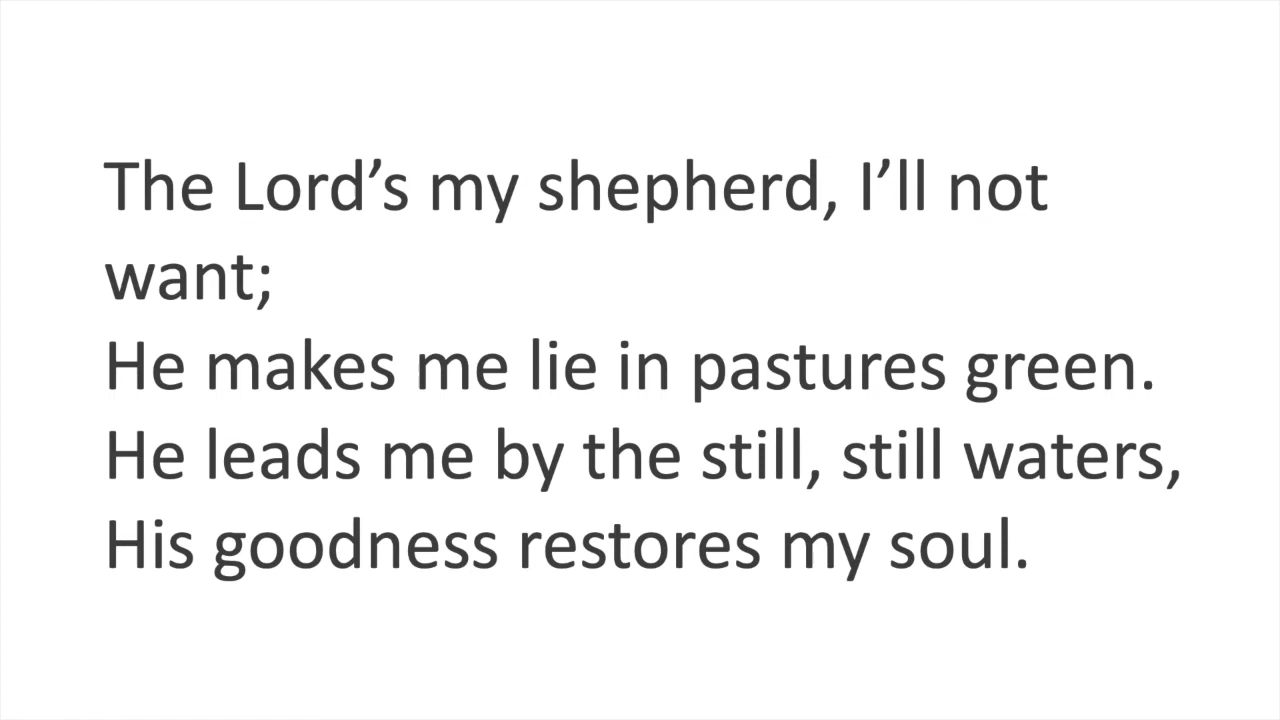 The Lord’s my shepherd, I’ll not
want;
He makes me lie in pastures green.
He leads me by the still, still waters,
His goodness restores my soul.